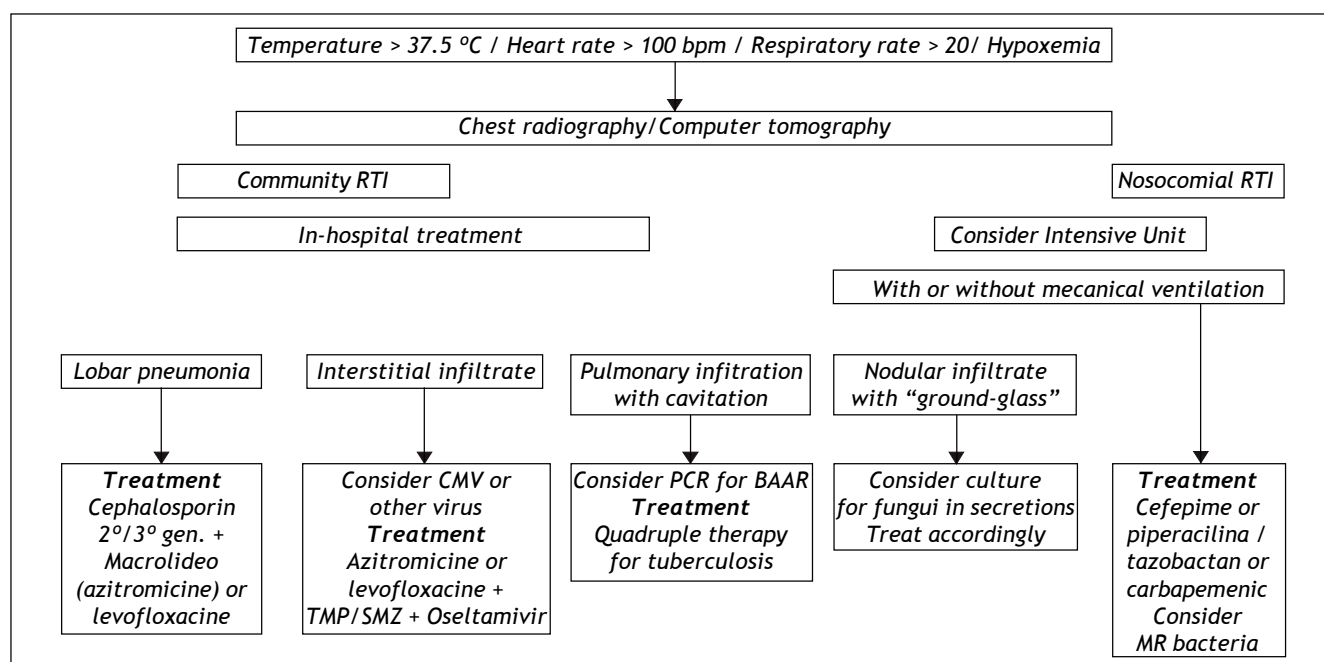 Temperature > 37.5 ºC / Heart rate > 100 bpm / Respiratory rate > 20/ Hypoxemia
Chest radiography/Computer tomography
Community RTI
Nosocomial RTI
In-hospital treatment
Consider Intensive Unit
With or without mecanical ventilation
Lobar pneumonia
Interstitial infiltrate
Pulmonary infitration
with cavitation
Nodular infiltrate
with “ground-glass”
Treatment
Cephalosporin
2º/3º gen. +
Macrolideo
(azitromicine) or
levofloxacine
Consider CMV or
other virus
Treatment
Azitromicine or
levofloxacine +
TMP/SMZ + Oseltamivir
Consider PCR for BAAR
Treatment
Quadruple therapy
for tuberculosis
Consider culture
for fungi in secretions
Treat accordingly
Treatment
Cefepime or
piperacilina /
tazobactan or
carbapemenic
Consider
MR bacteria